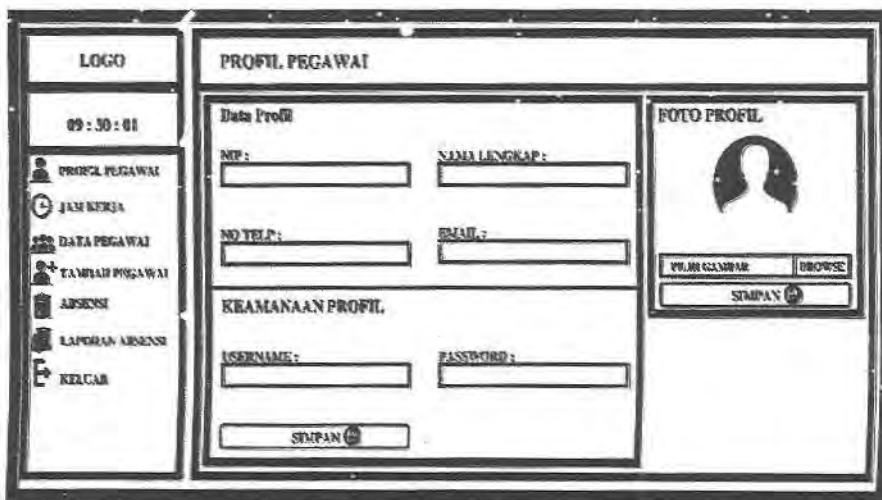 LOGO
09 : 30 : 01
PROFIL PEGAWAI
JAM KERJA
DATA PEGAWAI
TAMBAH PEGAWAI
ABSENSI
LAPORAN ABSENSI
KELUAR
PROFIL PEGAWAI
Data Profil
NIP :
NAMA LENGKAP :
NO TELP :
EMAIL :
KEAMANAAN PROFIL
USERNAME :
PASSWORD :
SIMPAN
FOTO PROFIL
PILIH GAMBAR BROWSE
SIMPAN